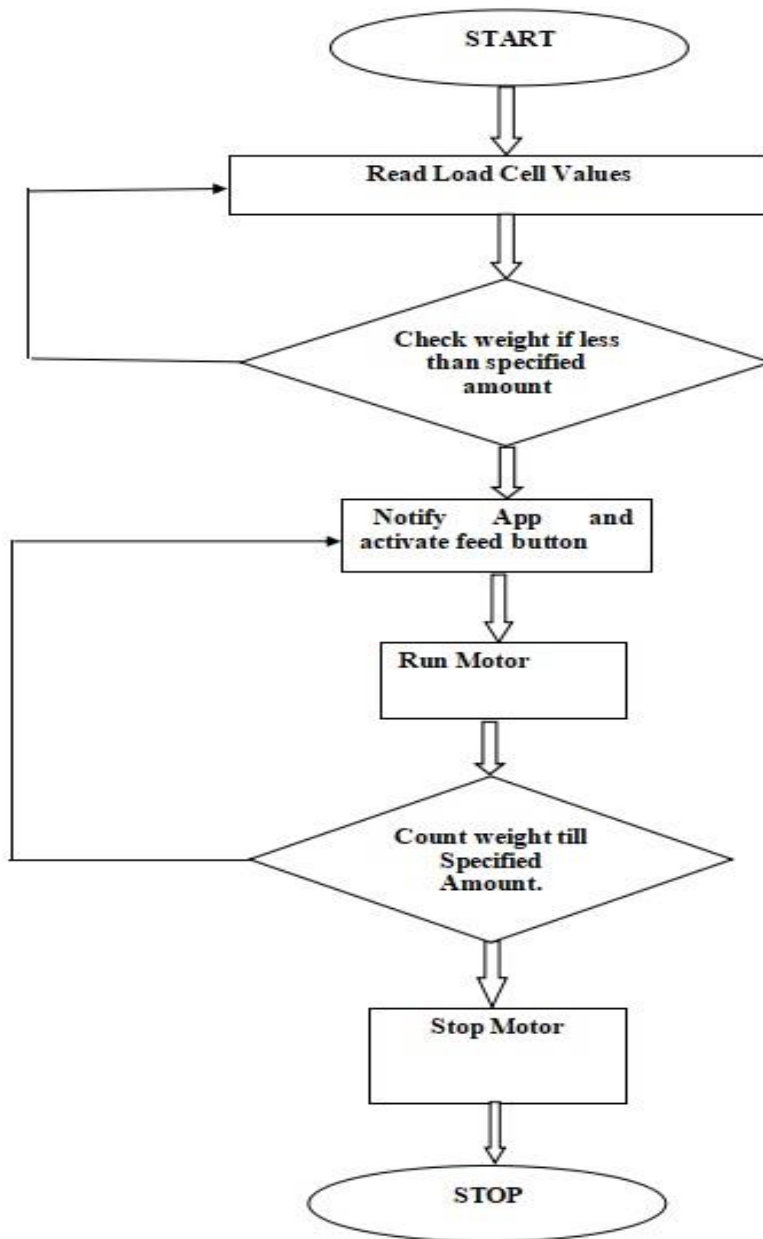 START
Read Load Cell Values
Check weight if less
than specified
amount
Notify App and
activate feed button
Run Motor
Count weight till
Specified
Amount.
Stop Motor
STOP